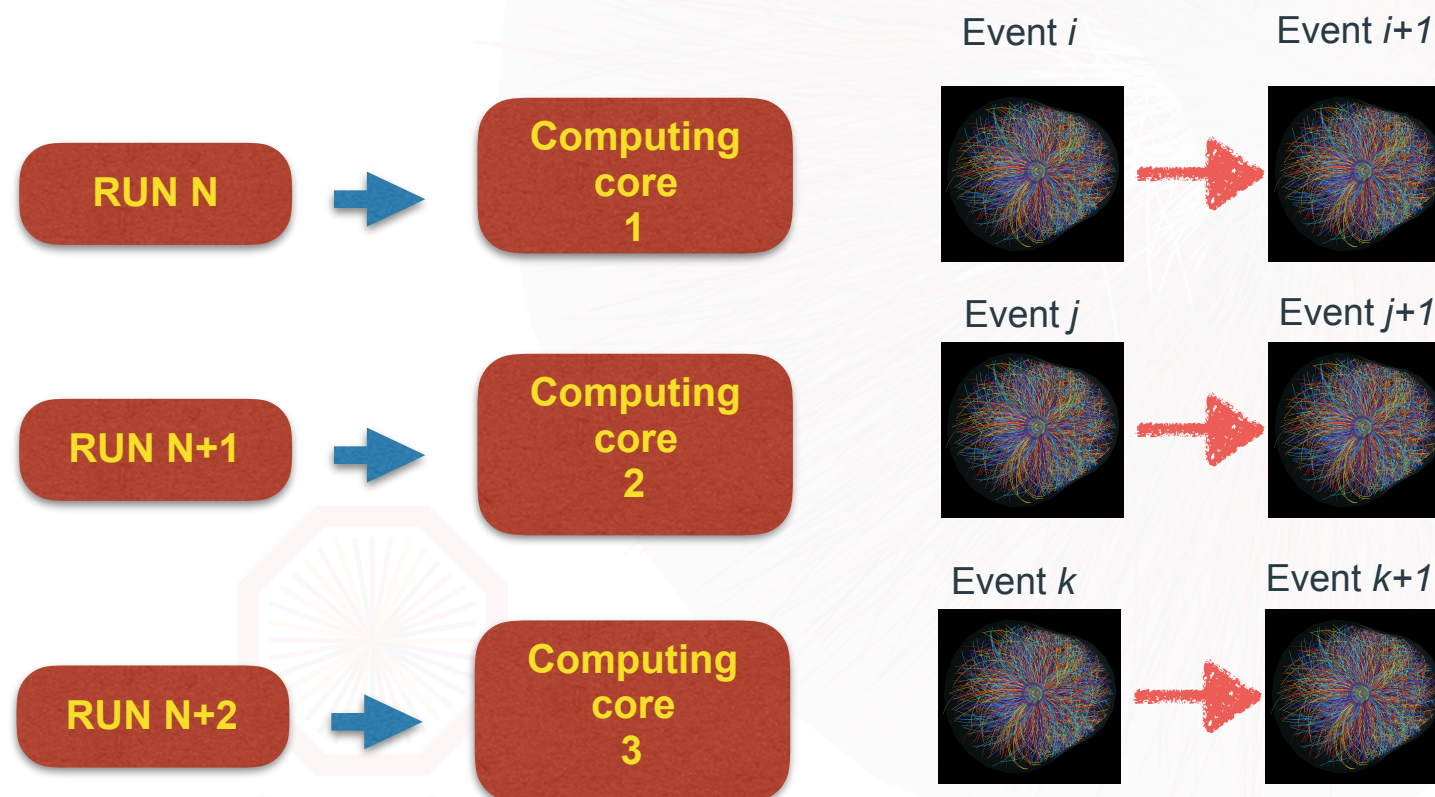 Event i
Event i+1
RUN N
Computing
core
1
Event j
Event j+1
RUN N+1
Computing
core
2
Event k
Event k+1
RUN N+2
Computing
core
3